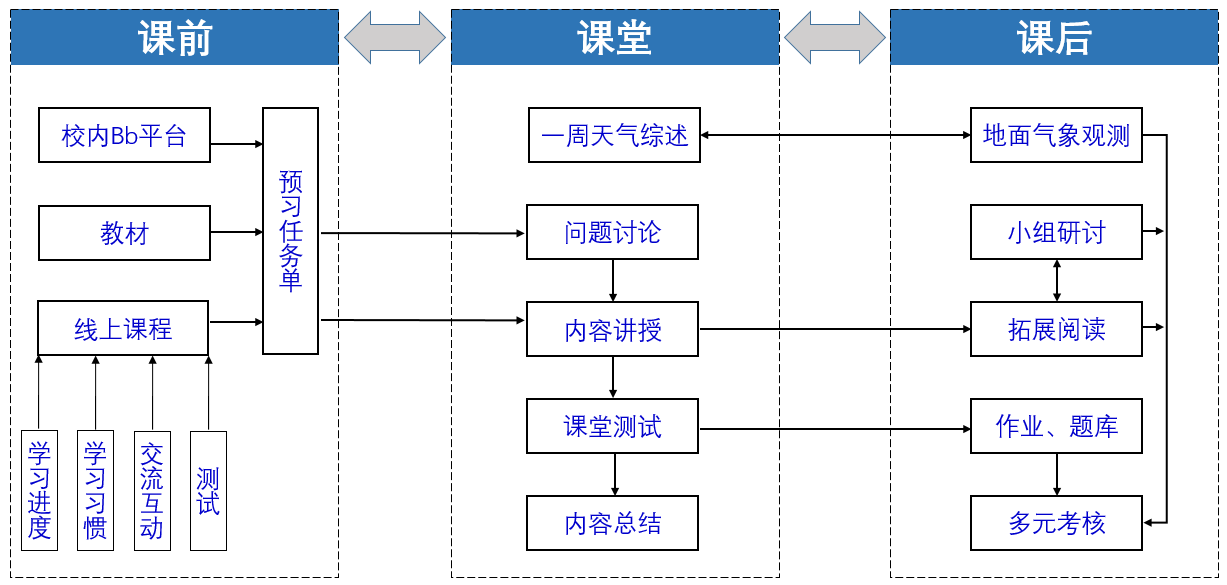 课前
课堂
课后
校内Bb平台
教材
线上课程
预习任务单
学习进度
学习习惯
交流互动
测试
一周天气综述
问题讨论
内容讲授
课堂测试
内容总结
地面气象观测
小组研讨
拓展阅读
作业、题库
多元考核